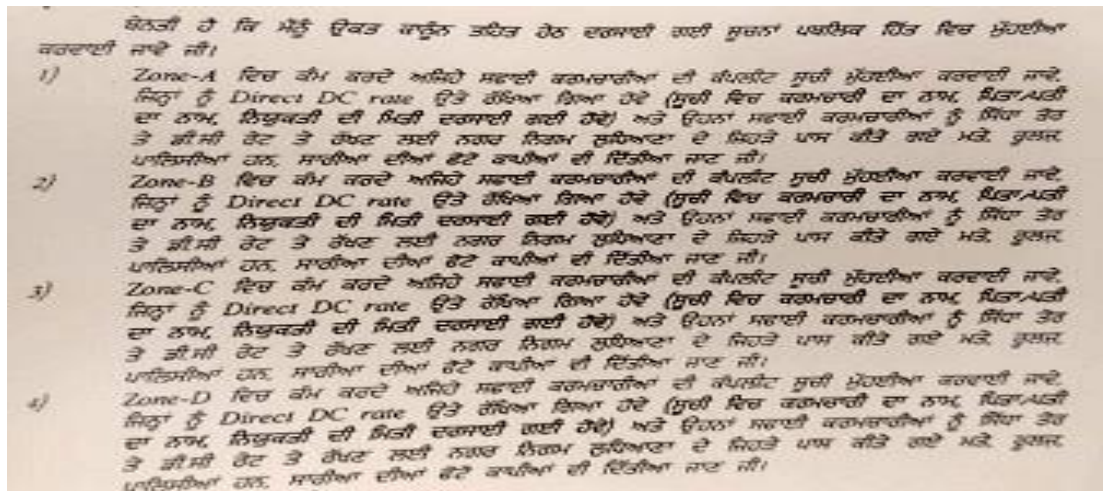 ਬੇਨਤੀ ਹੈ ਕਿ ਮੈਨੂੰ ਉਕਤ ਕਾਨੂੰਨ ਤਹਿਤ ਹੇਠ ਦਰਸਾਈ ਗਈ ਸੂਚਨਾਂ ਪਬਲਿਕ ਹਿੱਤ ਵਿਚ ਮੁੱਹਈਆ
ਕਰਵਾਈ ਜਾਵੇ ਜੀ।
1) Zone-A ਵਿਚ ਕੰਮ ਕਰਦੇ ਅਜਿਹੇ ਸਫਾਈ ਕਰਮਚਾਰੀਆਂ ਦੀ ਕੰਪਲੀਟ ਸੂਚੀ ਮੁੱਹਈਆ ਕਰਵਾਈ ਜਾਵੇ,
ਜਿਨ੍ਹਾਂ ਨੂੰ Direct DC rate ਉਤੇ ਰੱਖਿਆ ਗਿਆ ਹੋਵੇ (ਸੂਚੀ ਵਿਚ ਕਰਮਚਾਰੀ ਦਾ ਨਾਮ, ਪਿਤਾ/ਪਤੀ
ਦਾ ਨਾਮ, ਨਿਯੁਕਤੀ ਦੀ ਮਿਤੀ ਦਰਸਾਈ ਗਈ ਹੋਵੇ) ਅਤੇ ਉਹਨਾਂ ਸਫਾਈ ਕਰਮਚਾਰੀਆਂ ਨੂੰ ਸਿੱਧਾ ਤੋਰ
ਤੇ ਡੀ.ਸੀ ਰੇਟ ਤੇ ਰੱਖਣ ਲਈ ਨਗਰ ਨਿਗਮ ਲੁਧਿਆਣਾ ਦੇ ਜਿਹੜੇ ਪਾਸ ਕੀਤੇ ਗਏ ਮਤੇ, ਰੂਲਜ,
ਪਾਲਿਸੀਆਂ ਹਨ, ਸਾਰੀਆ ਦੀਆਂ ਫੋਟੋ ਕਾਪੀਆਂ ਵੀ ਦਿੱਤੀਆ ਜਾਣ ਜੀ।
2) Zone-B ਵਿਚ ਕੰਮ ਕਰਦੇ ਅਜਿਹੇ ਸਫਾਈ ਕਰਮਚਾਰੀਆਂ ਦੀ ਕੰਪਲੀਟ ਸੂਚੀ ਮੁੱਹਈਆ ਕਰਵਾਈ ਜਾਵੇ,
ਜਿਨ੍ਹਾਂ ਨੂੰ Direct DC rate ਉਤੇ ਰੱਖਿਆ ਗਿਆ ਹੋਵੇ (ਸੂਚੀ ਵਿਚ ਕਰਮਚਾਰੀ ਦਾ ਨਾਮ, ਪਿਤਾ/ਪਤੀ
ਦਾ ਨਾਮ, ਨਿਯੁਕਤੀ ਦੀ ਮਿਤੀ ਦਰਸਾਈ ਗਈ ਹੋਵੇ) ਅਤੇ ਉਹਨਾਂ ਸਫਾਈ ਕਰਮਚਾਰੀਆਂ ਨੂੰ ਸਿੱਧਾ ਤੋਰ
ਤੇ ਡੀ.ਸੀ ਰੇਟ ਤੇ ਰੱਖਣ ਲਈ ਨਗਰ ਨਿਗਮ ਲੁਧਿਆਣਾ ਦੇ ਜਿਹੜੇ ਪਾਸ ਕੀਤੇ ਗਏ ਮਤੇ, ਰੂਲਜ,
ਪਾਲਿਸੀਆਂ ਹਨ, ਸਾਰੀਆ ਦੀਆਂ ਫੋਟੋ ਕਾਪੀਆਂ ਵੀ ਦਿੱਤੀਆ ਜਾਣ ਜੀ।
3) Zone-C ਵਿਚ ਕੰਮ ਕਰਦੇ ਅਜਿਹੇ ਸਫਾਈ ਕਰਮਚਾਰੀਆਂ ਦੀ ਕੰਪਲੀਟ ਸੂਚੀ ਮੁੱਹਈਆ ਕਰਵਾਈ ਜਾਵੇ,
ਜਿਨ੍ਹਾਂ ਨੂੰ Direct DC rate ਉਤੇ ਰੱਖਿਆ ਗਿਆ ਹੋਵੇ (ਸੂਚੀ ਵਿਚ ਕਰਮਚਾਰੀ ਦਾ ਨਾਮ, ਪਿਤਾ/ਪਤੀ
ਦਾ ਨਾਮ, ਨਿਯੁਕਤੀ ਦੀ ਮਿਤੀ ਦਰਸਾਈ ਗਈ ਹੋਵੇ) ਅਤੇ ਉਹਨਾਂ ਸਫਾਈ ਕਰਮਚਾਰੀਆਂ ਨੂੰ ਸਿੱਧਾ ਤੋਰ
ਤੇ ਡੀ.ਸੀ ਰੇਟ ਤੇ ਰੱਖਣ ਲਈ ਨਗਰ ਨਿਗਮ ਲੁਧਿਆਣਾ ਦੇ ਜਿਹੜੇ ਪਾਸ ਕੀਤੇ ਗਏ ਮਤੇ, ਰੂਲਜ,
ਪਾਲਿਸੀਆਂ ਹਨ, ਸਾਰੀਆ ਦੀਆਂ ਫੋਟੋ ਕਾਪੀਆਂ ਵੀ ਦਿੱਤੀਆ ਜਾਣ ਜੀ।
4) Zone-D ਵਿਚ ਕੰਮ ਕਰਦੇ ਅਜਿਹੇ ਸਫਾਈ ਕਰਮਚਾਰੀਆਂ ਦੀ ਕੰਪਲੀਟ ਸੂਚੀ ਮੁੱਹਈਆ ਕਰਵਾਈ ਜਾਵੇ,
ਜਿਨ੍ਹਾਂ ਨੂੰ Direct DC rate ਉਤੇ ਰੱਖਿਆ ਗਿਆ ਹੋਵੇ (ਸੂਚੀ ਵਿਚ ਕਰਮਚਾਰੀ ਦਾ ਨਾਮ, ਪਿਤਾ/ਪਤੀ
ਦਾ ਨਾਮ, ਨਿਯੁਕਤੀ ਦੀ ਮਿਤੀ ਦਰਸਾਈ ਗਈ ਹੋਵੇ) ਅਤੇ ਉਹਨਾਂ ਸਫਾਈ ਕਰਮਚਾਰੀਆਂ ਨੂੰ ਸਿੱਧਾ ਤੋਰ
ਤੇ ਡੀ.ਸੀ ਰੇਟ ਤੇ ਰੱਖਣ ਲਈ ਨਗਰ ਨਿਗਮ ਲੁਧਿਆਣਾ ਦੇ ਜਿਹੜੇ ਪਾਸ ਕੀਤੇ ਗਏ ਮਤੇ, ਰੂਲਜ,
ਪਾਲਿਸੀਆਂ ਹਨ, ਸਾਰੀਆ ਦੀਆਂ ਫੋਟੋ ਕਾਪੀਆਂ ਵੀ ਦਿੱਤੀਆ ਜਾਣ ਜੀ।